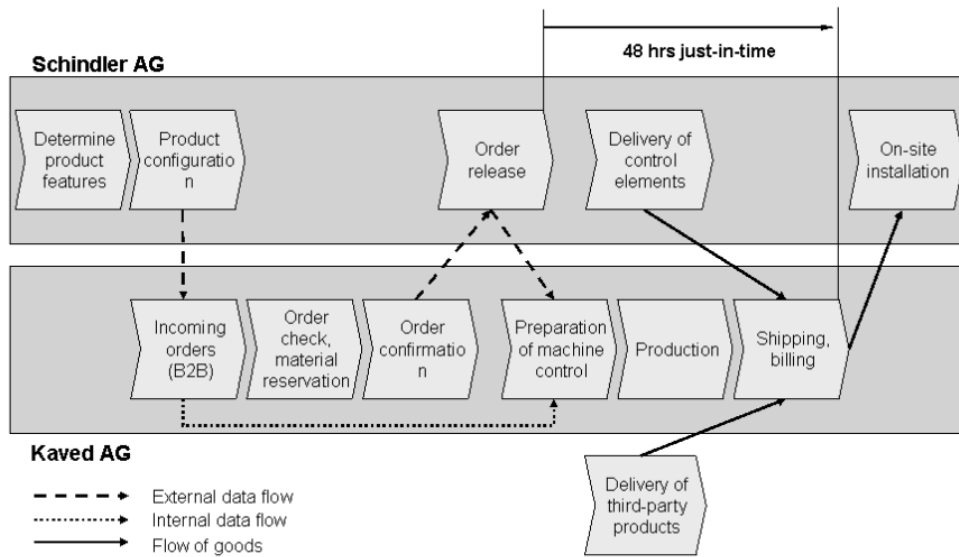 48 hrs just-in-time
Schindler AG
Determine
product
features
Product
configuratio
n
Order
release
Delivery of
control
elements
On-site
installation
Incoming
orders
(B2B)
Order
check,
material
reservation
Order
confirmatio
n
Preparation
of machine
control
Production
Shipping,
billing
Kaved AG
Delivery of
third-party
products
External data flow
Internal data flow
Flow of goods